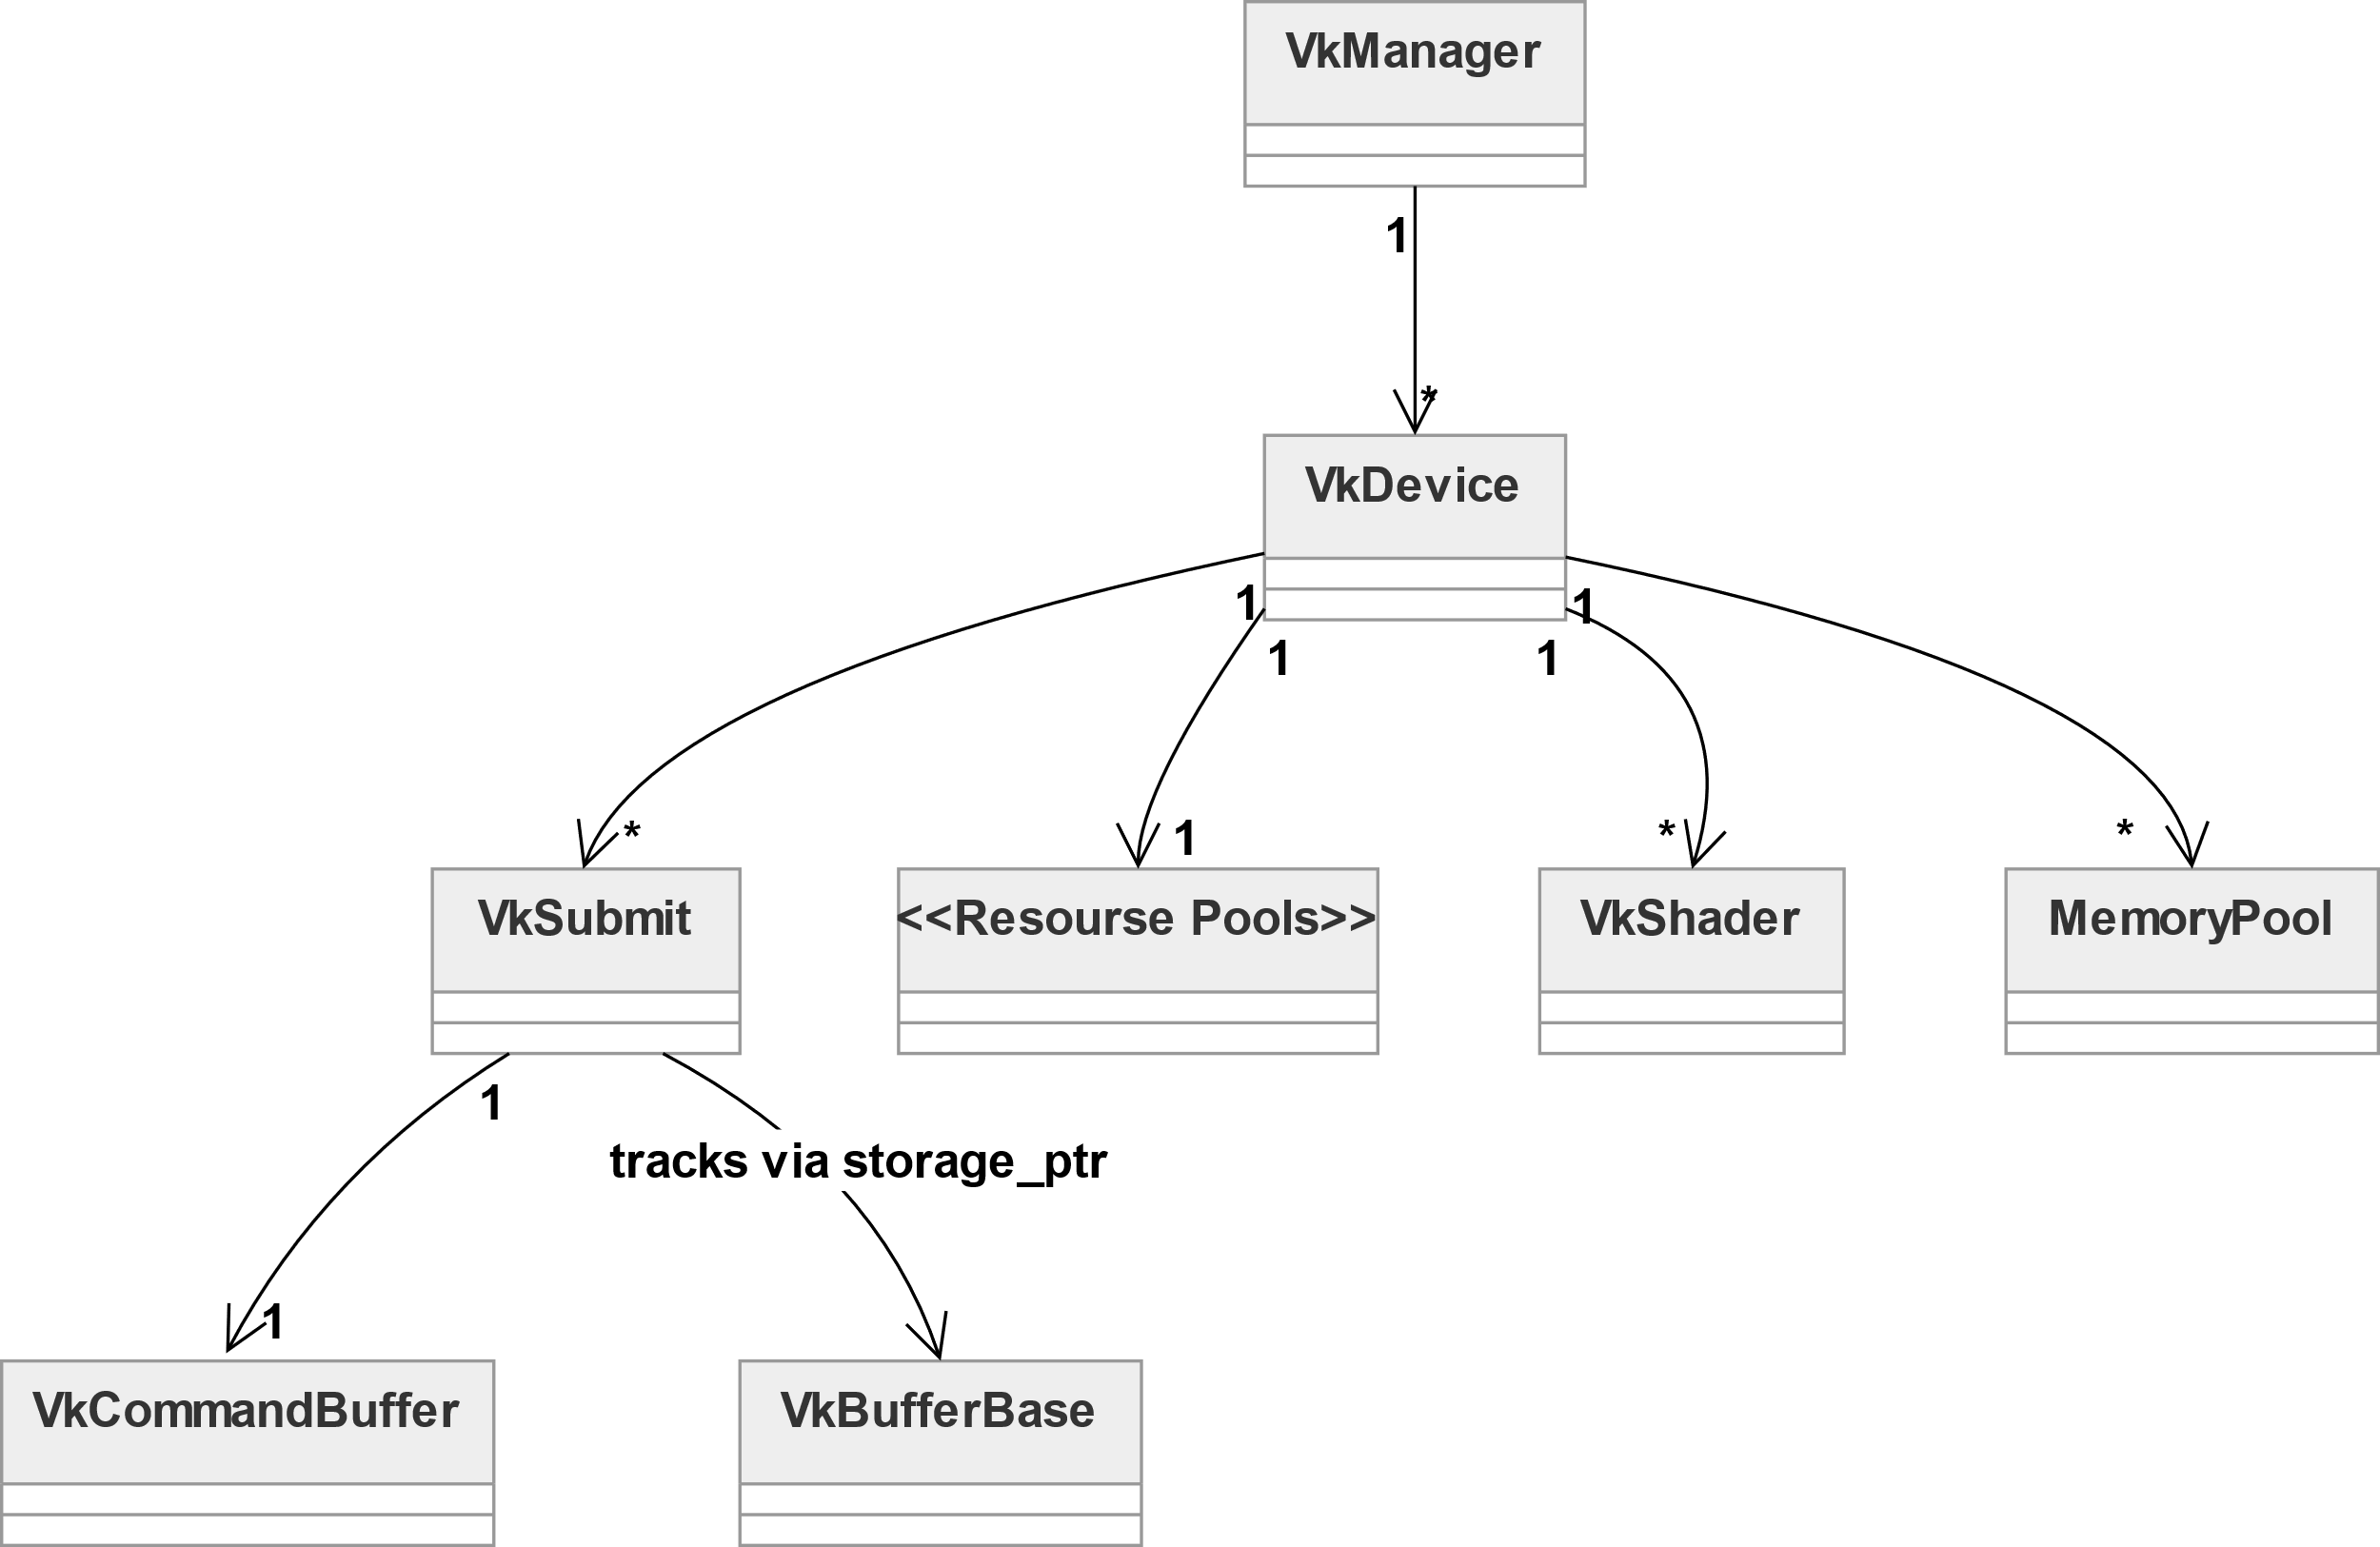 VkManager
1
*
VkDevice
1
1
1
1
*
1
*
*
VkSubmit
<<Resourse Pools>>
VkShader
MemoryPool
1
tracks via storage_ptr
1
VkCommandBuffer
VkBufferBase